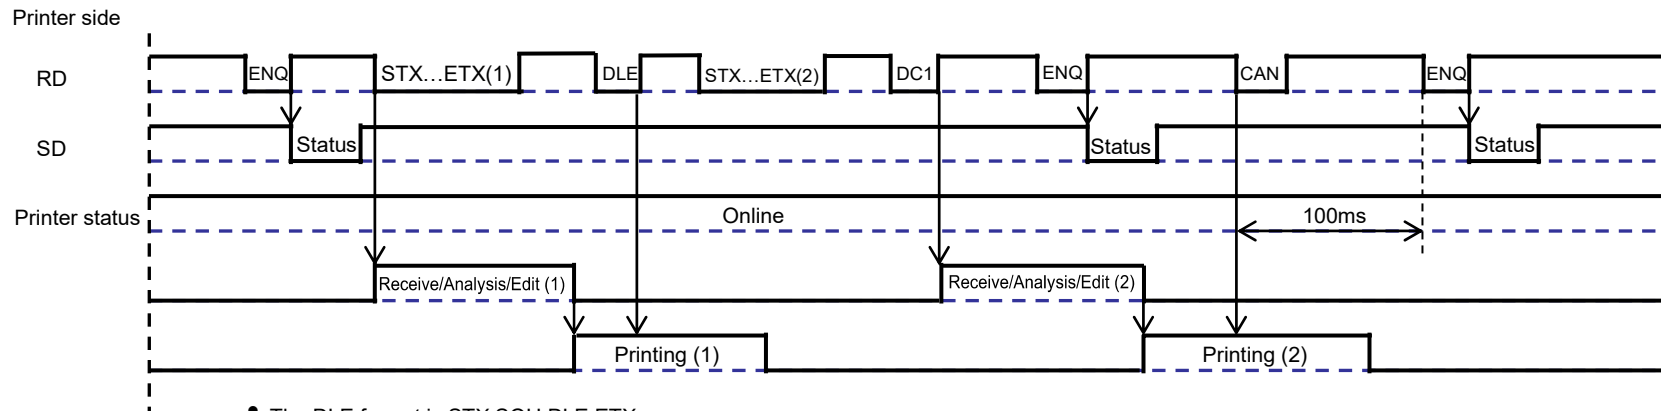 Printer side
RD
ENQ
STX…ETX(1)
DLE
STX…ETX(2)
DC1
ENQ
CAN
ENQ
SD
Status
Status
Status
Printer status
Online
100ms
Receive/Analysis/Edit (1)
Receive/Analysis/Edit (2)
Printing (1)
Printing (2)